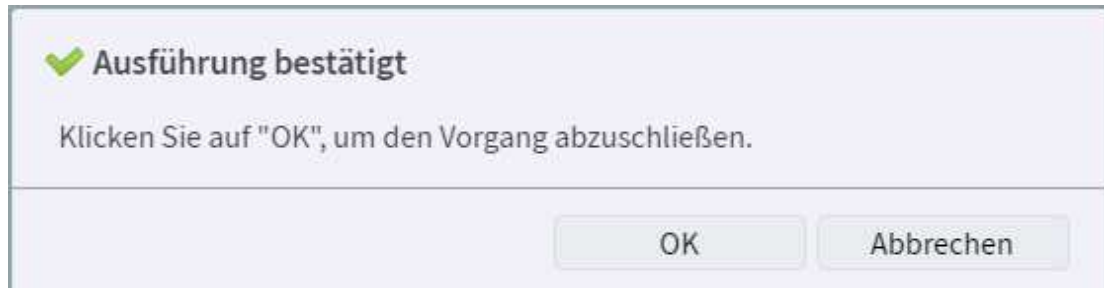 Ausführung bestätigt
Klicken Sie auf "OK", um den Vorgang abzuschließen.
OK Abbrechen